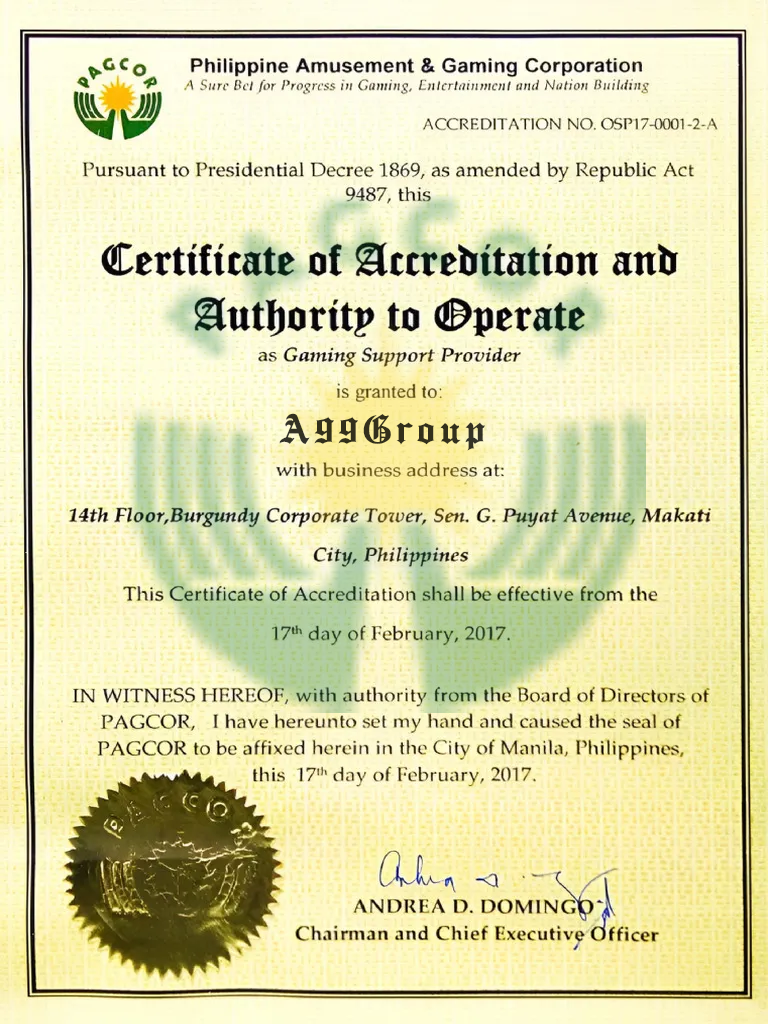 PAGCOR
Philippine Amusement & Gaming Corporation
A Sure Bet for Progress in Gaming, Entertainment and Nation Building
ACCREDITATION NO. OSP17-0001-2-A
Pursuant to Presidential Decree 1869, as amended by Republic Act
9487, this
Certificate of Accreditation and
Authority to Operate
as Gaming Support Provider
is granted to:
A99Group
with business address at:
14th Floor,Burgundy Corporate Tower, Sen. G. Puyat Avenue, Makati
City, Philippines
This Certificate of Accreditation shall be effective from the
17th day of February, 2017.
IN WITNESS HEREOF, with authority from the Board of Directors of
PAGCOR, I have hereunto set my hand and caused the seal of
PAGCOR to be affixed herein in the City of Manila, Philippines,
this 17th day of February, 2017.
PAGCOR
ANDREA D. DOMINGO
Chairman and Chief Executive Officer